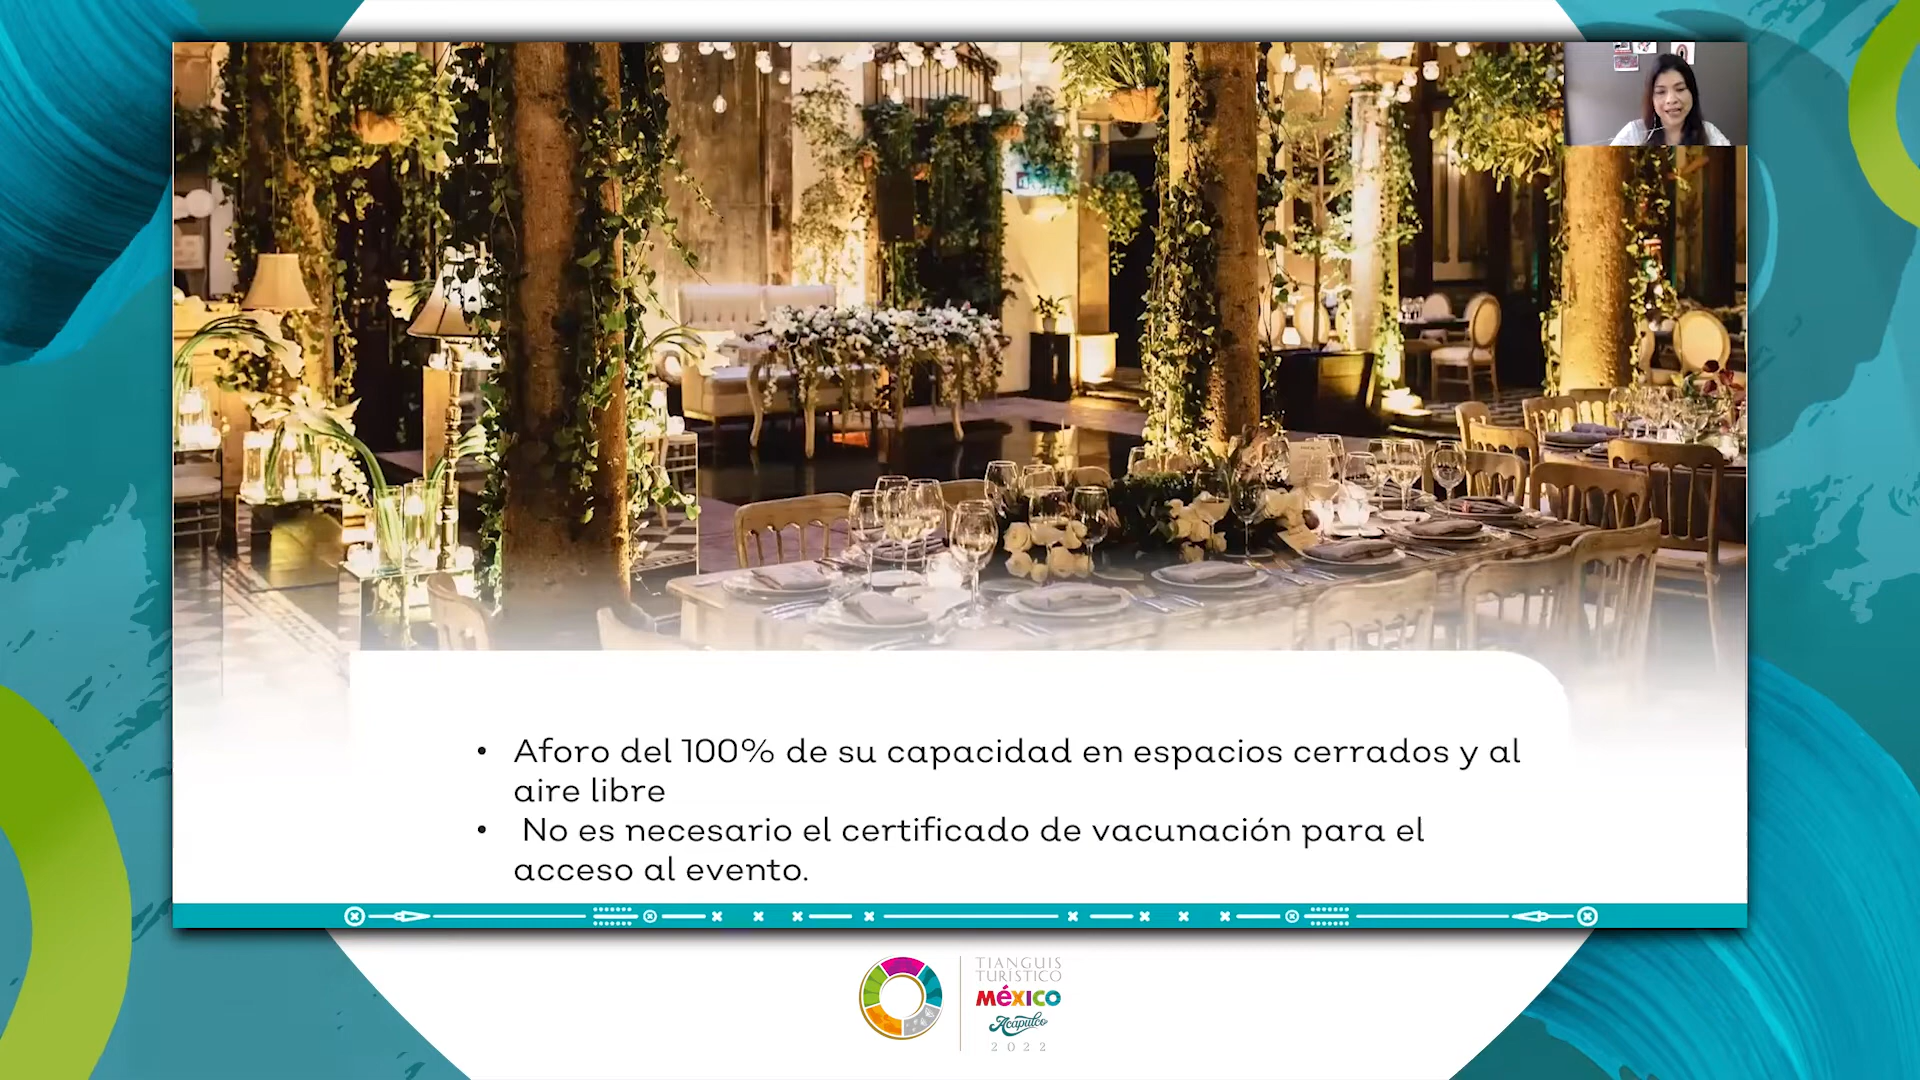 • Aforo del 100% de su capacidad en espacios cerrados y al
aire libre
• No es necesario el certificado de vacunación para el
acceso al evento.
TIANGUIS
TURÍSTICO
MÉXICO
Acapulco
2022